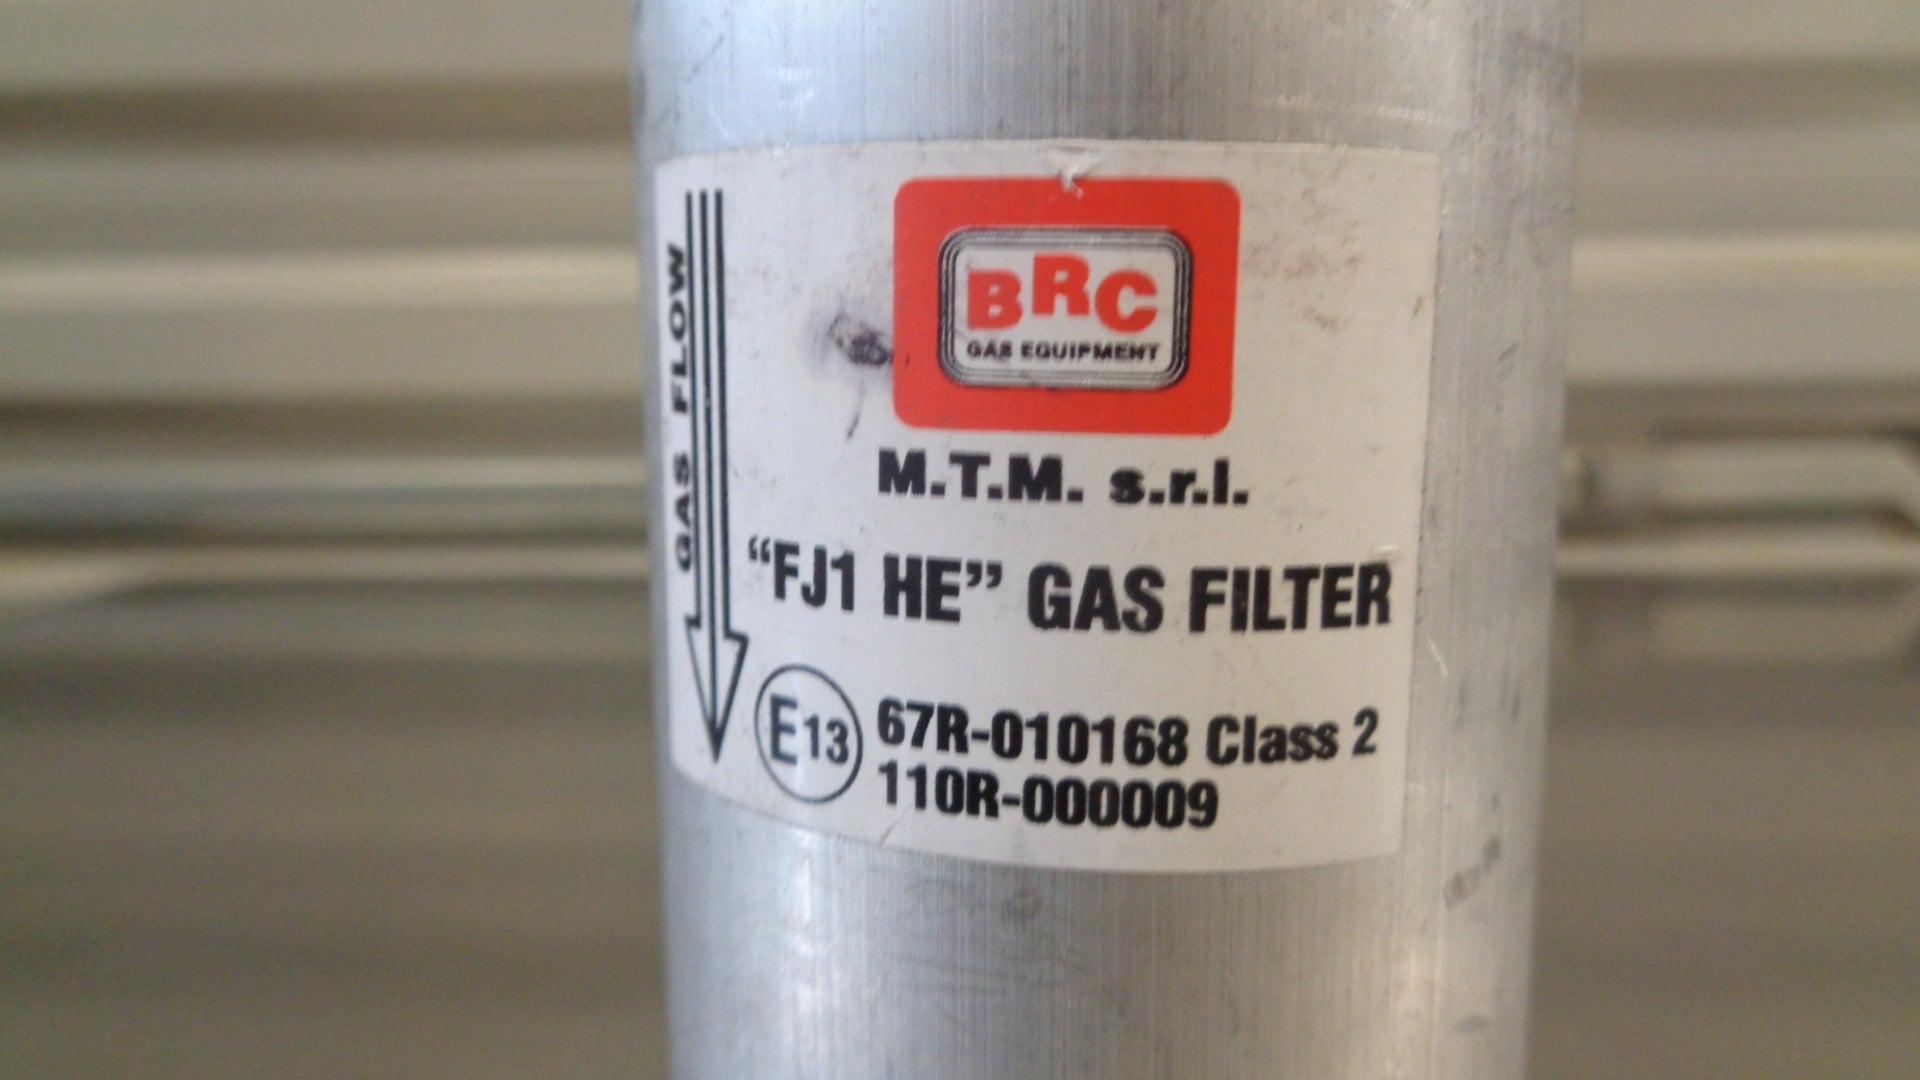 BRC
GAS EQUIPMENT
GAS FLOW
M.T.M. s.r.l.
“FJ1 HE” GAS FILTER
E13 67R-010168 Class 2
110R-000009